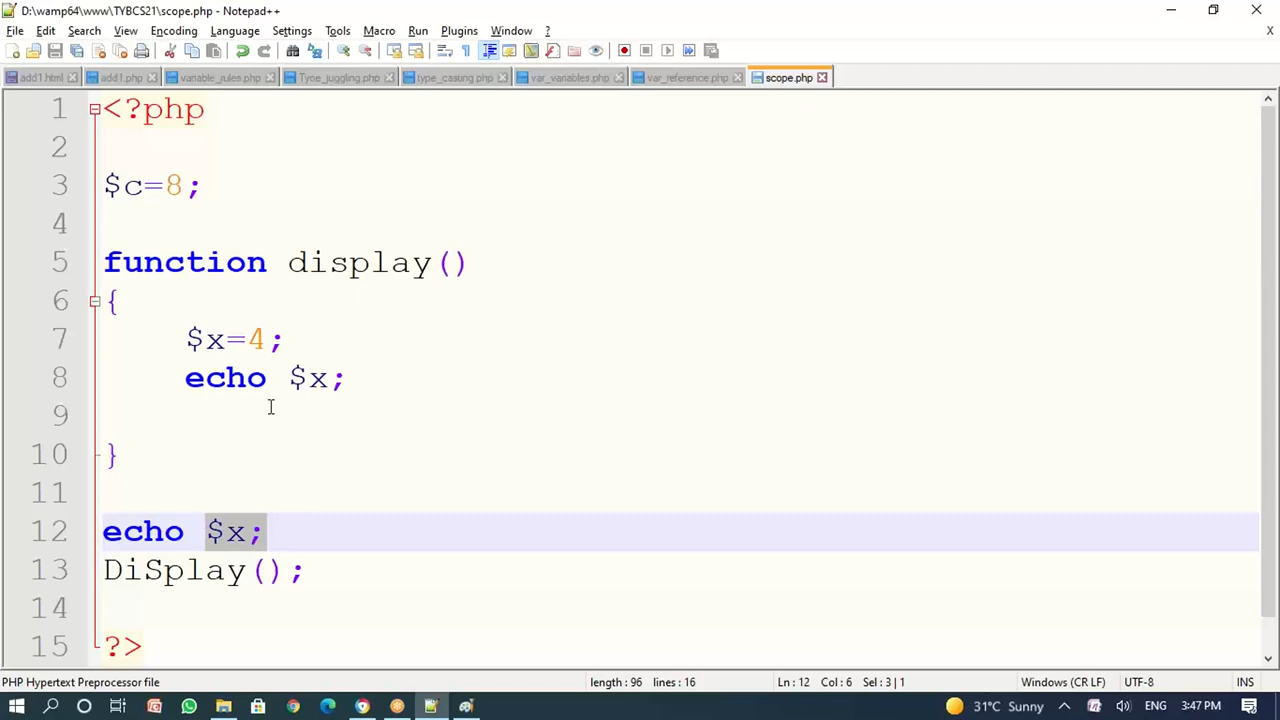 D:\wamp64\www\TYBCS21\scope.php - Notepad++
File Edit Search View Encoding Language Settings Tools Macro Run Plugins Window ? X
add1.html add1.php variable_rules.php Tyoe_juggling.php type_casting.php var_variables.php var_reference.php scope.php
1 <?php
2
3 $c=8;
4
5 function display()
6 {
7 $x=4;
8 echo $x;
9
10 }
11
12 echo $x;
13 DiSplay();
14
15 ?>
PHP Hypertext Preprocessor file length : 96 lines : 16 Ln : 12 Col : 6 Sel : 3 | 1 Windows (CR LF) UTF-8 INS
31°C Sunny ENG 3:47 PM